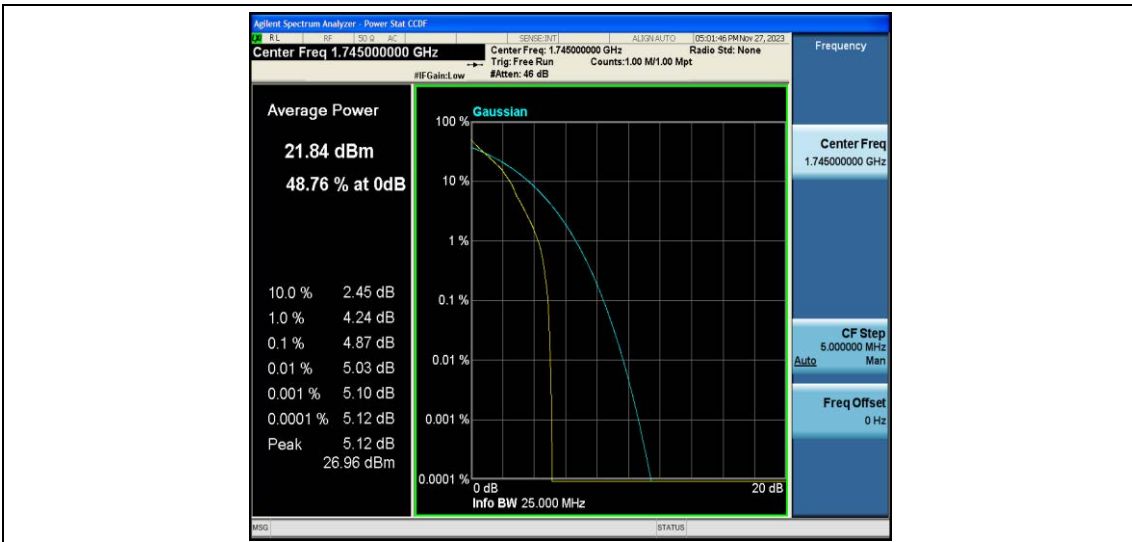 Agilent Spectrum Analyzer - Power Stat CCDF
LXI RL RF 50 Ω AC SENSE:INT ALIGN AUTO 05:01:46 PM Nov 27, 2023
Center Freq 1.745000000 GHz
Center Freq: 1.745000000 GHz Radio Std: None
Trig: Free Run Counts:1.00 M/1.00 Mpt
#IFGain:Low #Atten: 46 dB
Average Power
21.84 dBm
48.76 % at 0dB
10.0 % 2.45 dB
1.0 % 4.24 dB
0.1 % 4.87 dB
0.01 % 5.03 dB
0.001 % 5.10 dB
0.0001 % 5.12 dB
Peak 5.12 dB
26.96 dBm
Gaussian
100 %
10 %
1 %
0.1 %
0.01 %
0.001 %
0.0001 %
0 dB 20 dB
Info BW 25.000 MHz
Frequency
Center Freq
1.745000000 GHz
CF Step
5.000000 MHz
Auto Man
Freq Offset
0 Hz
MSG STATUS